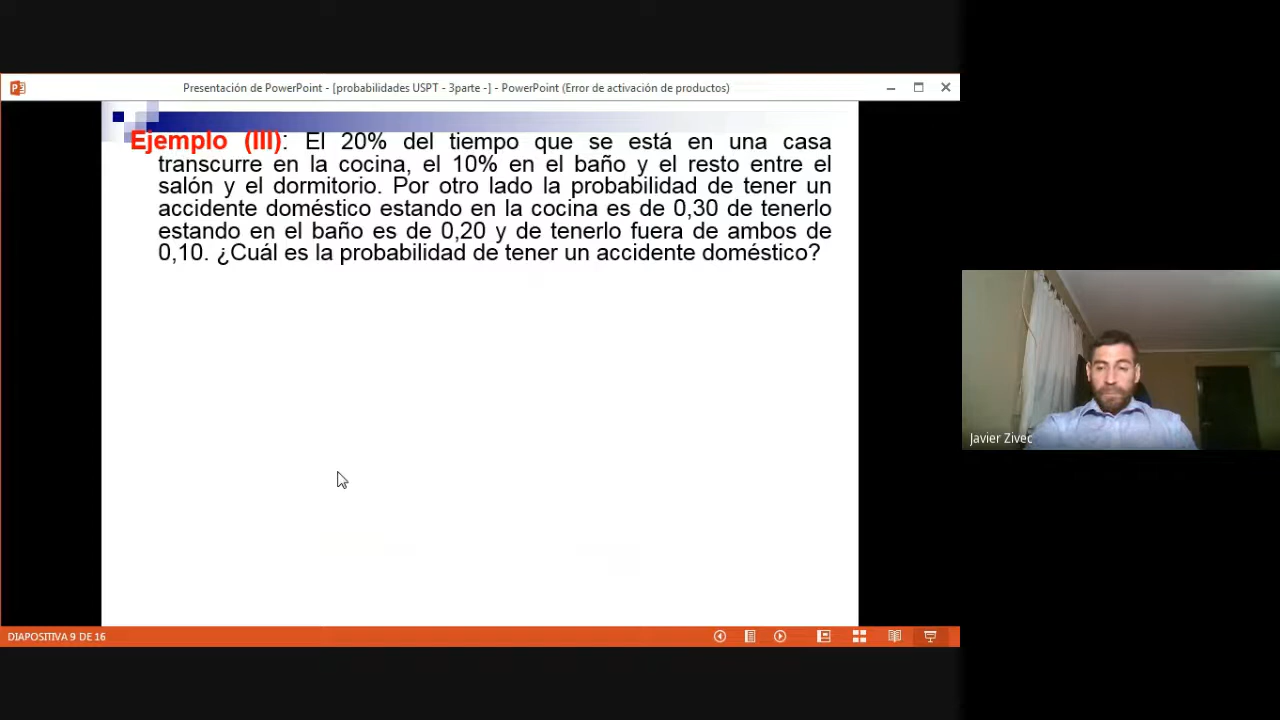 Presentación de PowerPoint - [probabilidades USPT - 3parte -] - PowerPoint (Error de activación de productos)
Ejemplo (III): El 20% del tiempo que se está en una casa
transcurre en la cocina, el 10% en el baño y el resto entre el
salón y el dormitorio. Por otro lado la probabilidad de tener un
accidente doméstico estando en la cocina es de 0,30 de tenerlo
estando en el baño es de 0,20 y de tenerlo fuera de ambos de
0,10. ¿Cuál es la probabilidad de tener un accidente doméstico?
Javier Zivec
DIAPOSITIVA 9 DE 16